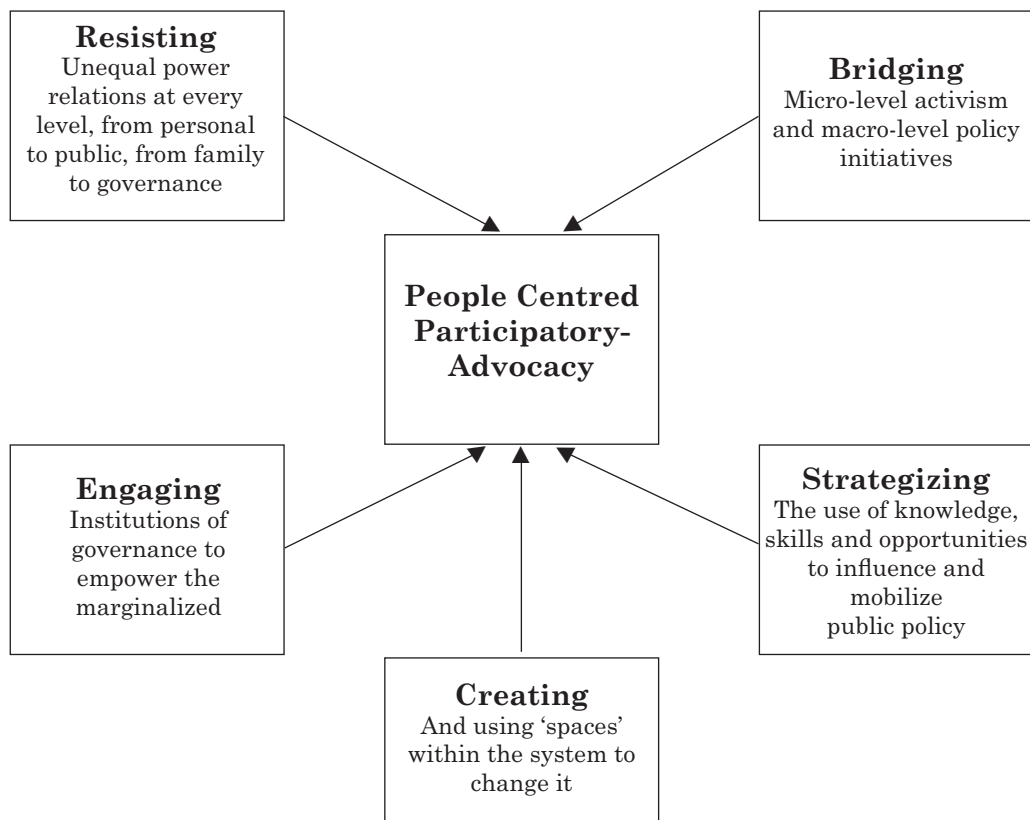 Resisting
Unequal power
relations at every
level, from personal
to public, from family
to governance
Bridging
Micro-level activism
and macro-level policy
initiatives
People Centred
Participatory-
Advocacy
Engaging
Institutions of
governance to
empower the
marginalized
Strategizing
The use of knowledge,
skills and opportunities
to influence and
mobilize
public policy
Creating
And using ‘spaces’
within the system to
change it